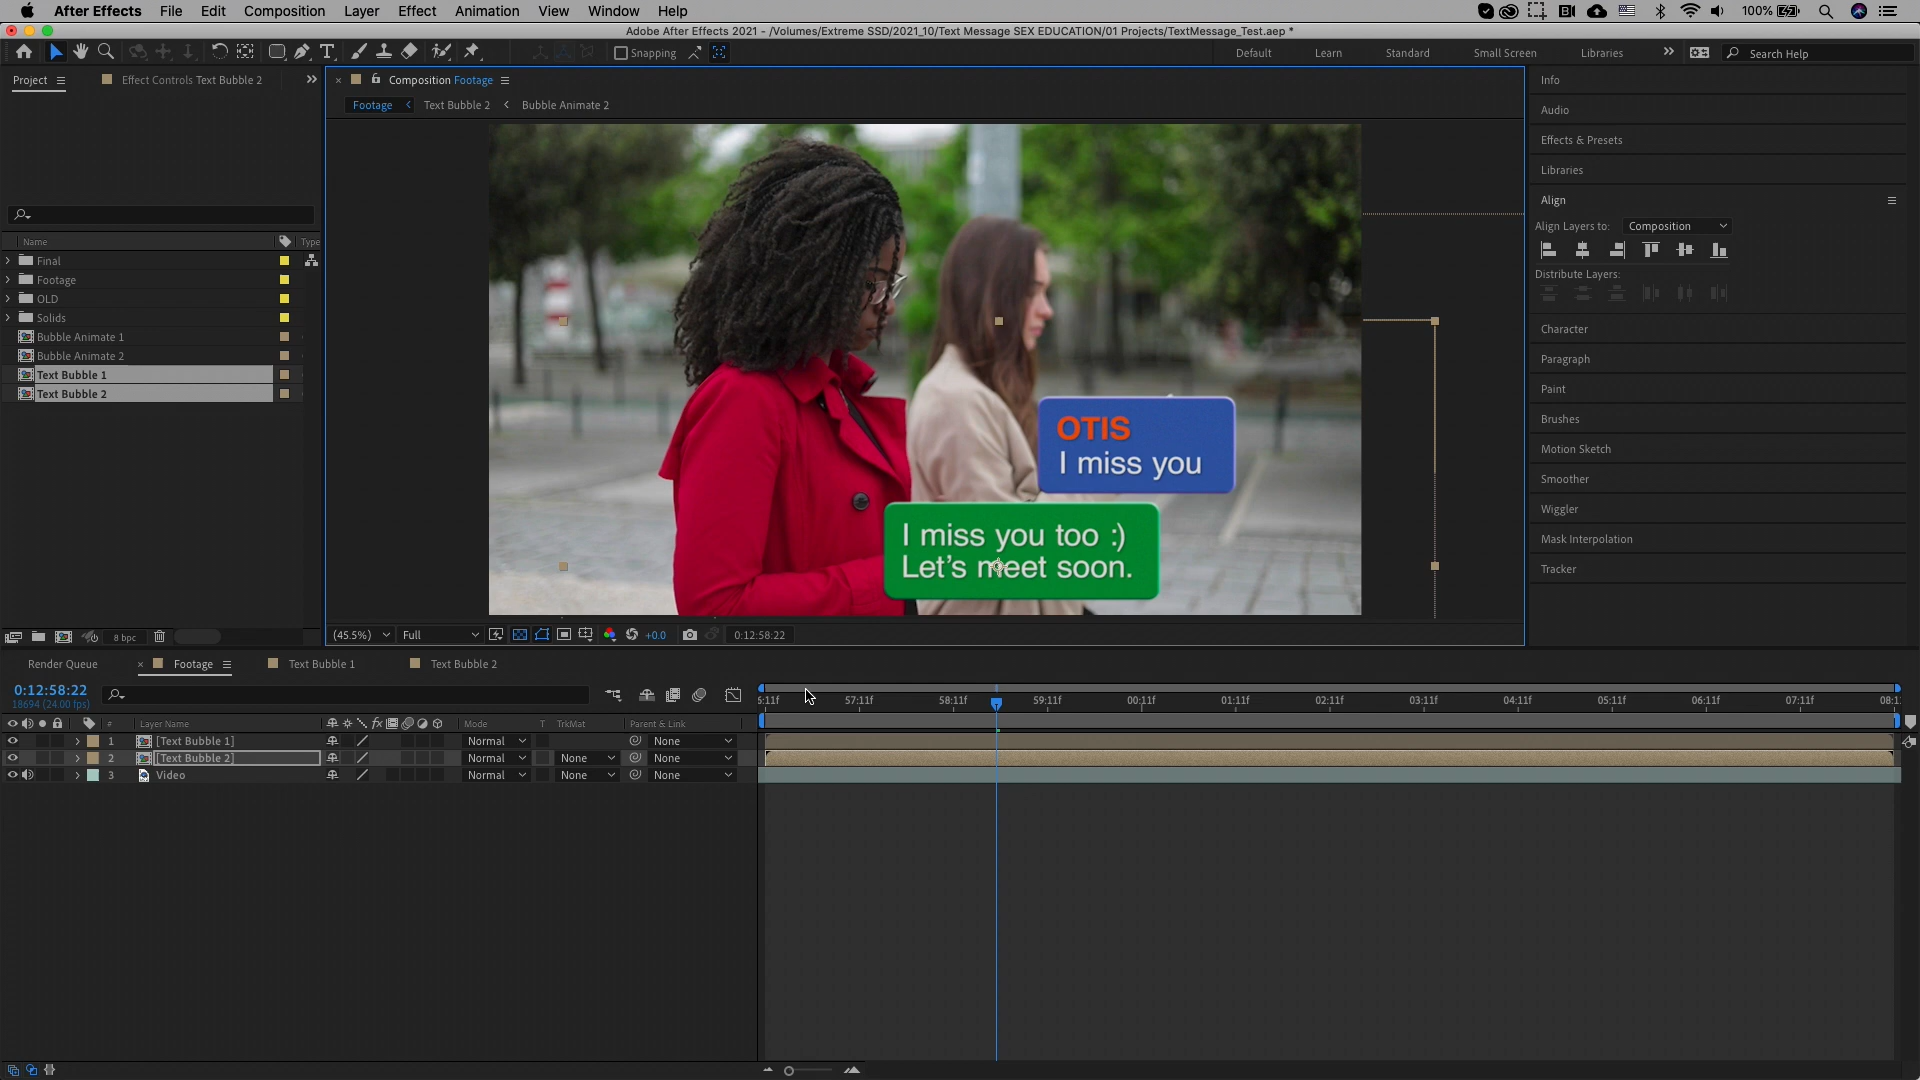 After Effects File Edit Composition Layer Effect Animation View Window Help 100%
Adobe After Effects 2021 - /Volumes/Extreme SSD/2021_10/Text Message SEX EDUCATION/01 Projects/TextMessage_Test.aep *
Snapping Default Learn Standard Small Screen Libraries Search Help
Project Effect Controls Text Bubble 2
Composition Footage
Footage Text Bubble 2 Bubble Animate 2
Name Type
Final
Footage
OLD
Solids
Bubble Animate 1
Bubble Animate 2
Text Bubble 1
Text Bubble 2
8 bpc
OTIS
I miss you
I miss you too :)
Let's meet soon.
(45.5%) Full +0.0 0:12:58:22
Info
Audio
Effects & Presets
Libraries
Align
Align Layers to: Composition
Distribute Layers:
Character
Paragraph
Paint
Brushes
Motion Sketch
Smoother
Wiggler
Mask Interpolation
Tracker
Render Queue Footage Text Bubble 1 Text Bubble 2
0:12:58:22
18694 (24.00 fps)
57:11f 58:11f 59:11f 00:11f 01:11f 02:11f 03:11f 04:11f 05:11f 06:11f 07:11f
# Layer Name fx Mode T TrkMat Parent & Link
1 [Text Bubble 1] Normal None
2 [Text Bubble 2] Normal None None
3 Video Normal None None